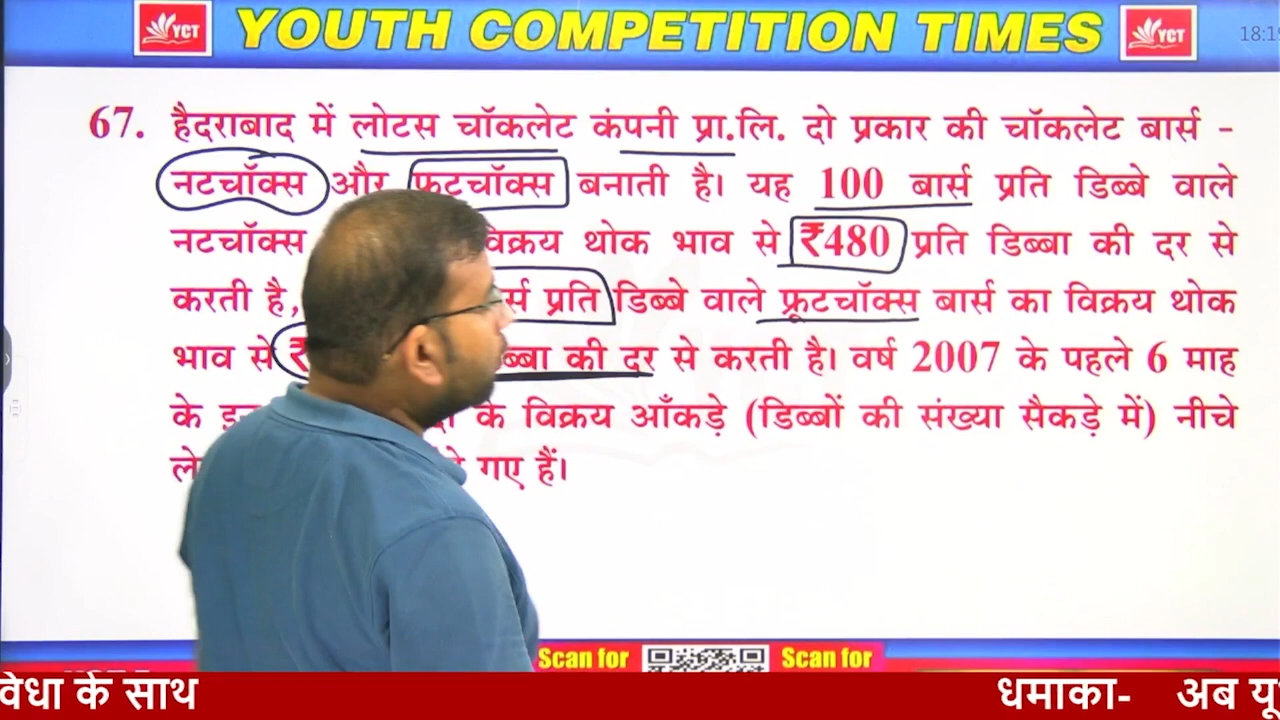 YCT YOUTH COMPETITION TIMES YCT
18:1
67. हैदराबाद में लोटस चॉकलेट कंपनी प्रा.लि. दो प्रकार की चॉकलेट बार्स -
नटचॉक्स और फ्रूटचॉक्स बनाती है। यह 100 बार्स प्रति डिब्बे वाले
नटचॉक्स विक्रय थोक भाव से ₹480 प्रति डिब्बा की दर से
करती है, प्रति डिब्बे वाले फ्रूटचॉक्स बार्स का विक्रय थोक
भाव से ₹ की दर से करती है। वर्ष 2007 के पहले 6 माह
के के विक्रय आँकड़े (डिब्बों की संख्या सैकड़े में) नीचे
गए हैं।
Scan for Scan for
के साथ धमाका- अब